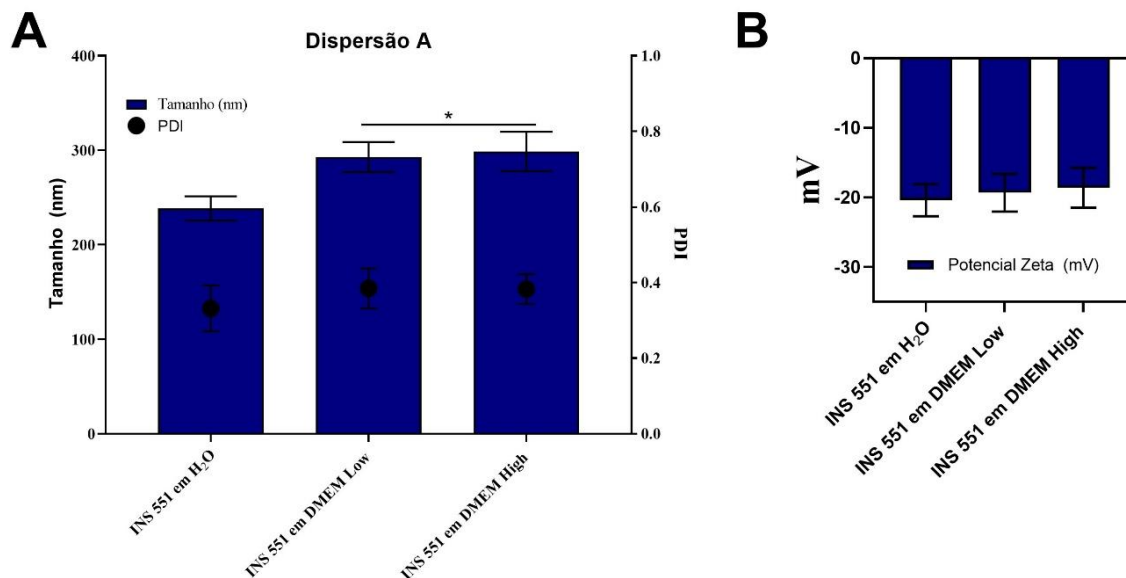 A
Dispersão A
400
300
200
100
0
Tamanho (nm)
Tamanho (nm)
PDI
*
1.0
0.8
0.6
0.4
0.2
0.0
PDI
INS 551 em H₂O
INS 551 em DMEM Low
INS 551 em DMEM High
B
0
-10
-20
-30
mV
Potencial Zeta (mV)
INS 551 em H₂O
INS 551 em DMEM Low
INS 551 em DMEM High